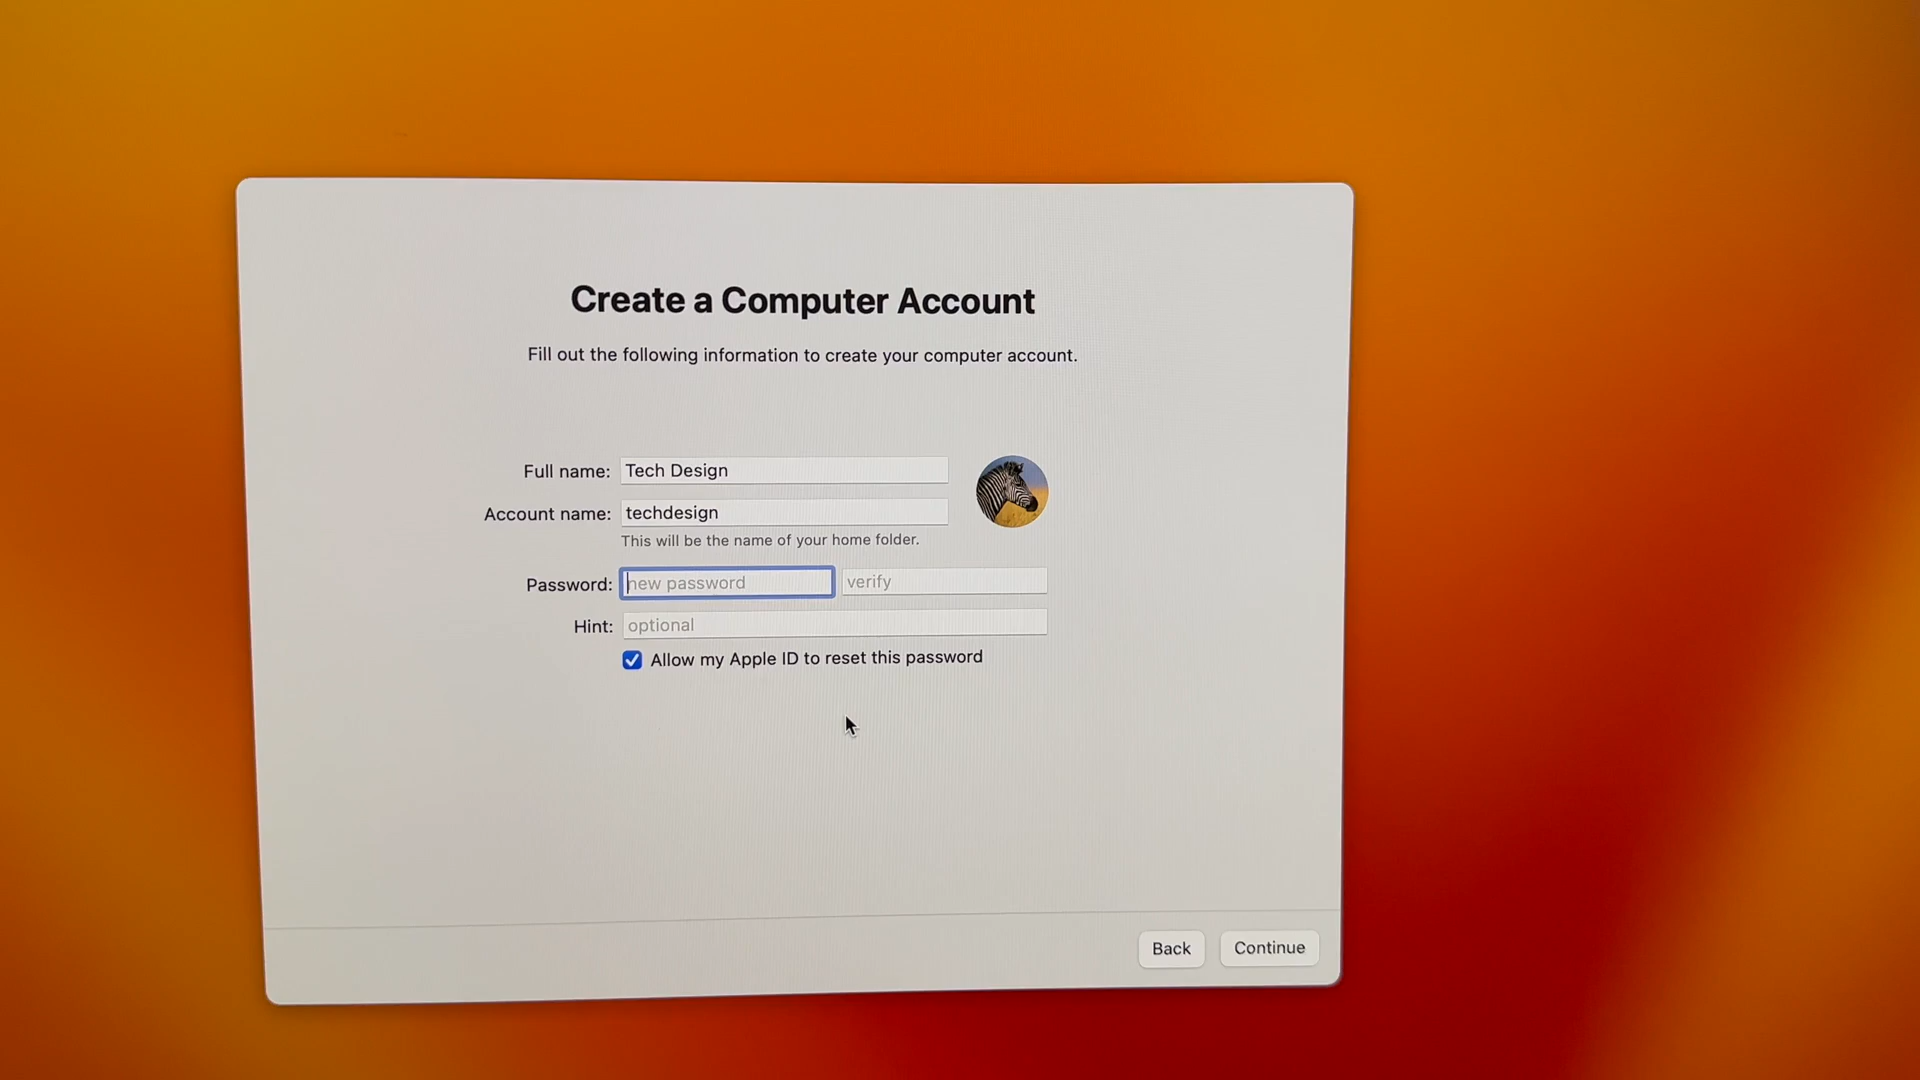 Create a Computer Account
Fill out the following information to create your computer account.
Full name: Tech Design
Account name: techdesign
This will be the name of your home folder.
Password: new password verify
Hint: optional
Allow my Apple ID to reset this password
Back Continue